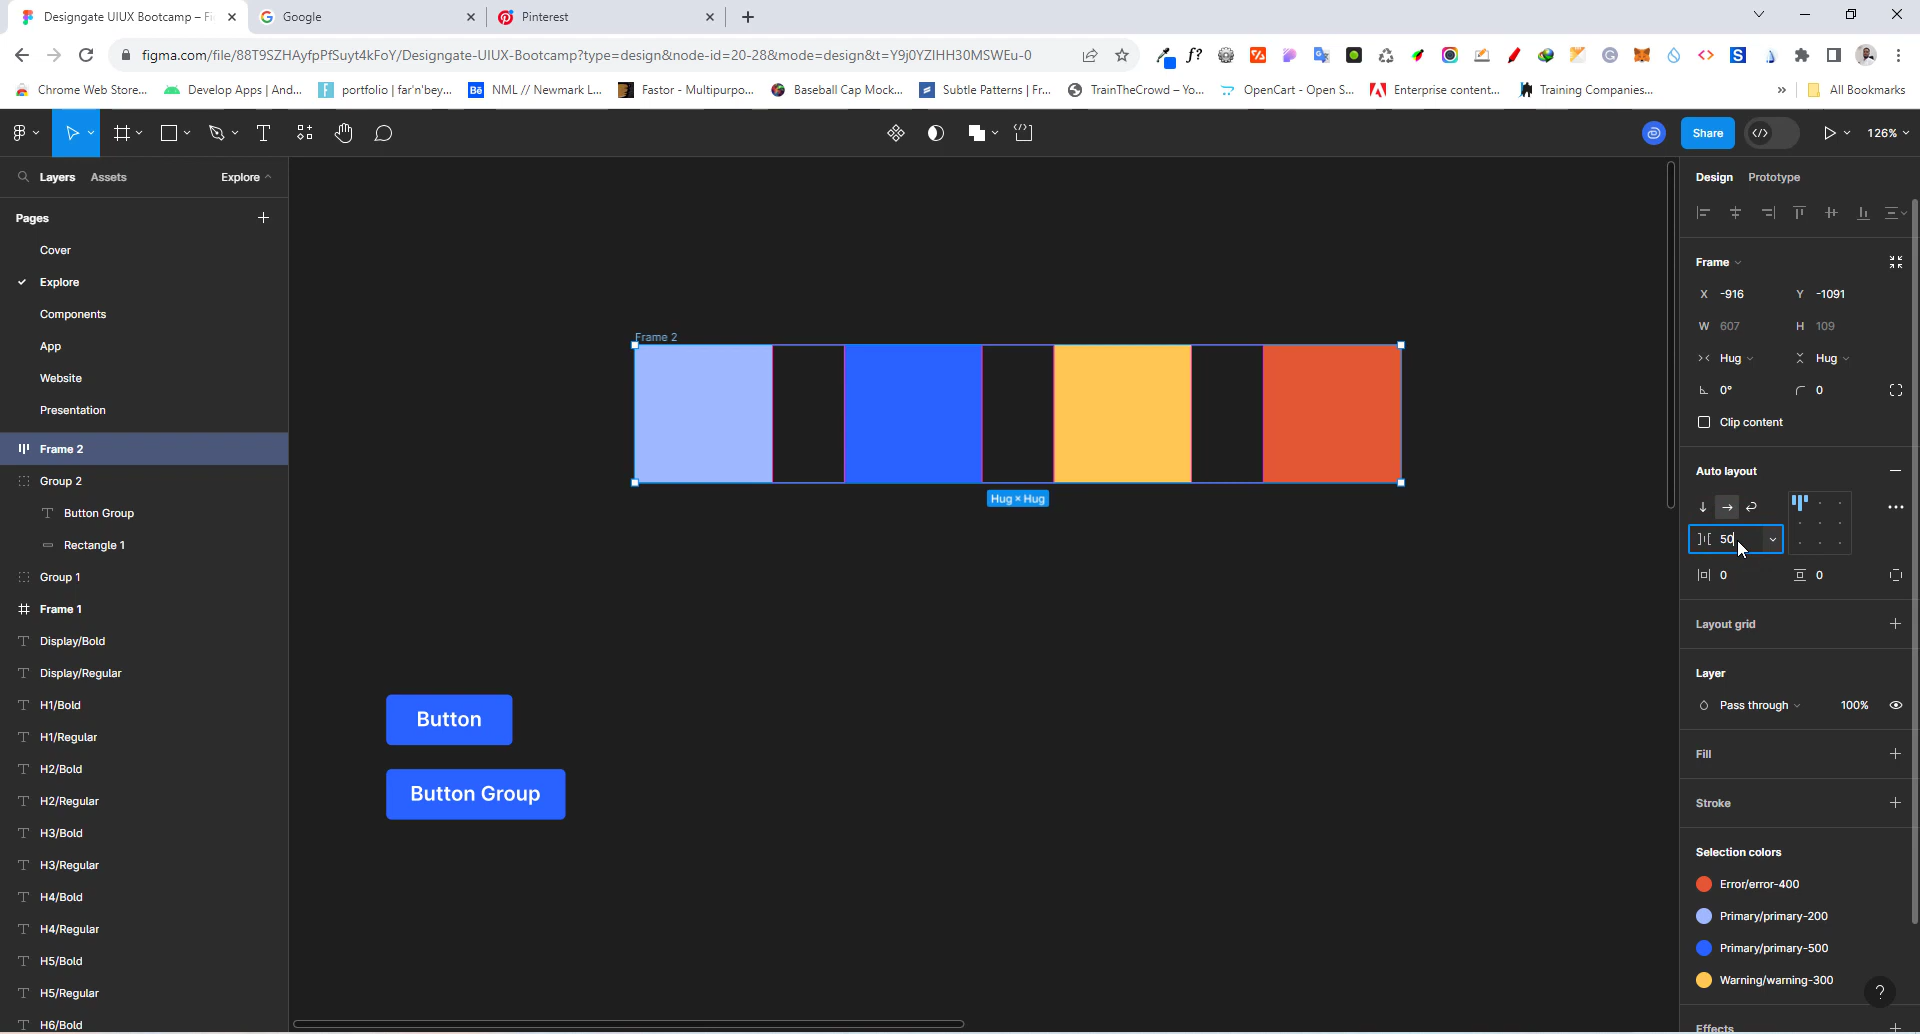 Designgate UIUX Bootcamp – Fi
Google
Pinterest
figma.com/file/88T9SZHAyfpPfSuyt4kFoY/Designgate-UIUX-Bootcamp?type=design&node-id=20-28&mode=design&t=Y9j0YZIHH30MSWEu-0
Chrome Web Store...
Develop Apps | And...
portfolio | far'n'bey...
NML // Newmark L...
Fastor - Multipurpo...
Baseball Cap Mock...
Subtle Patterns | Fr...
TrainTheCrowd – Yo...
OpenCart - Open S...
Enterprise content...
Training Companies...
»
All Bookmarks
Share
126%
Layers
Assets
Explore
Design
Prototype
Pages
Cover
Explore
Components
App
Website
Presentation
Frame 2
Group 2
Button Group
Rectangle 1
Group 1
Frame 1
Display/Bold
Display/Regular
H1/Bold
H1/Regular
H2/Bold
H2/Regular
H3/Bold
H3/Regular
H4/Bold
H4/Regular
H5/Bold
H5/Regular
H6/Bold
Frame 2
Hug × Hug
Button
Button Group
Frame
X -916
Y -1091
W 607
H 109
Hug
Hug
0°
0
Clip content
Auto layout
50
0
0
Layout grid
Layer
Pass through
100%
Fill
Stroke
Selection colors
Error/error-400
Primary/primary-200
Primary/primary-500
Warning/warning-300
?
Effects